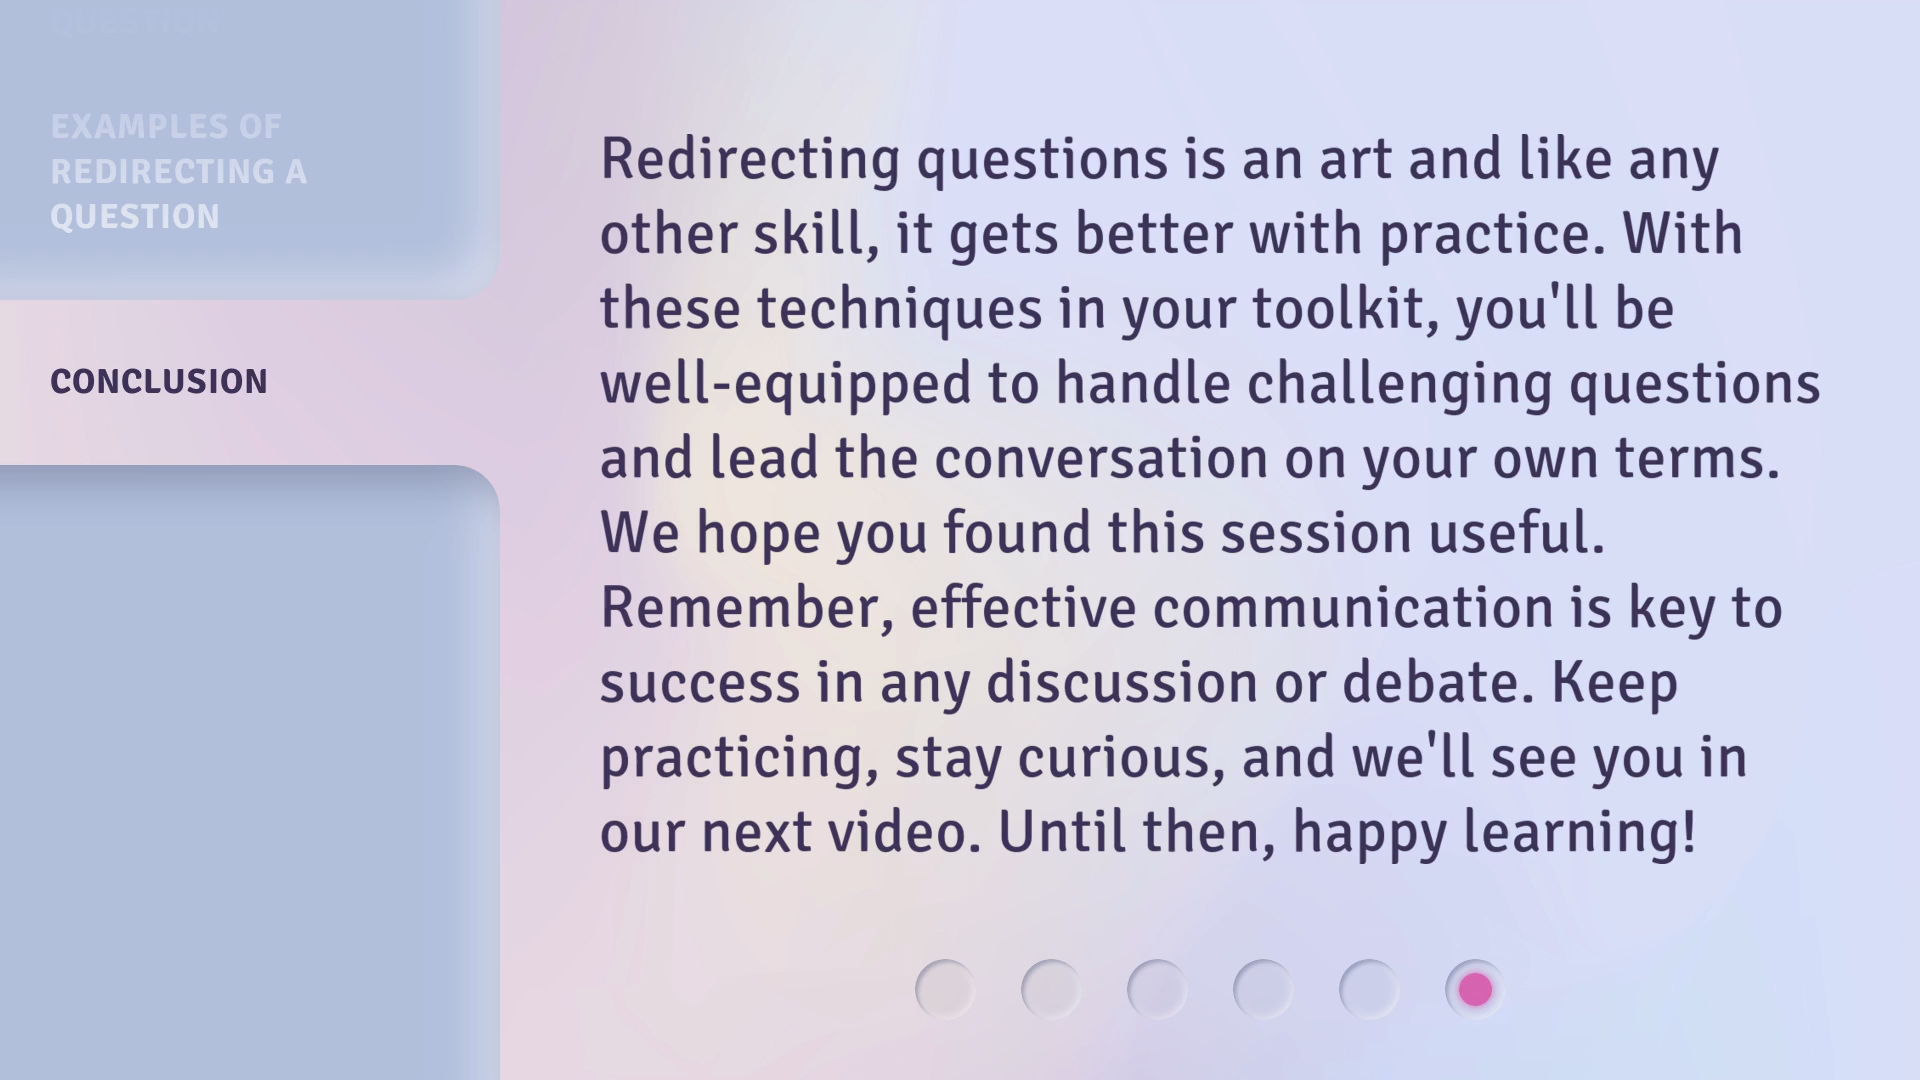 QUESTION
EXAMPLES OF
REDIRECTING A
QUESTION
CONCLUSION
Redirecting questions is an art and like any
other skill, it gets better with practice. With
these techniques in your toolkit, you'll be
well-equipped to handle challenging questions
and lead the conversation on your own terms.
We hope you found this session useful.
Remember, effective communication is key to
success in any discussion or debate. Keep
practicing, stay curious, and we'll see you in
our next video. Until then, happy learning!